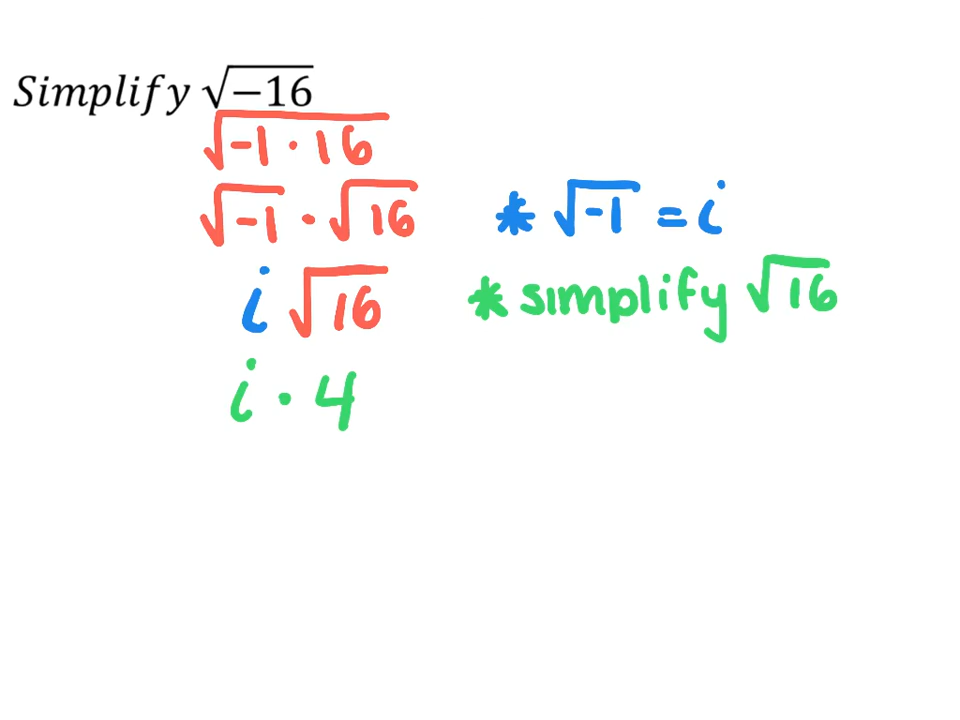 Simplify √−16
√-1 · 16
√-1 · √16 * √-1 = i
i √16 * simplify √16
i · 4